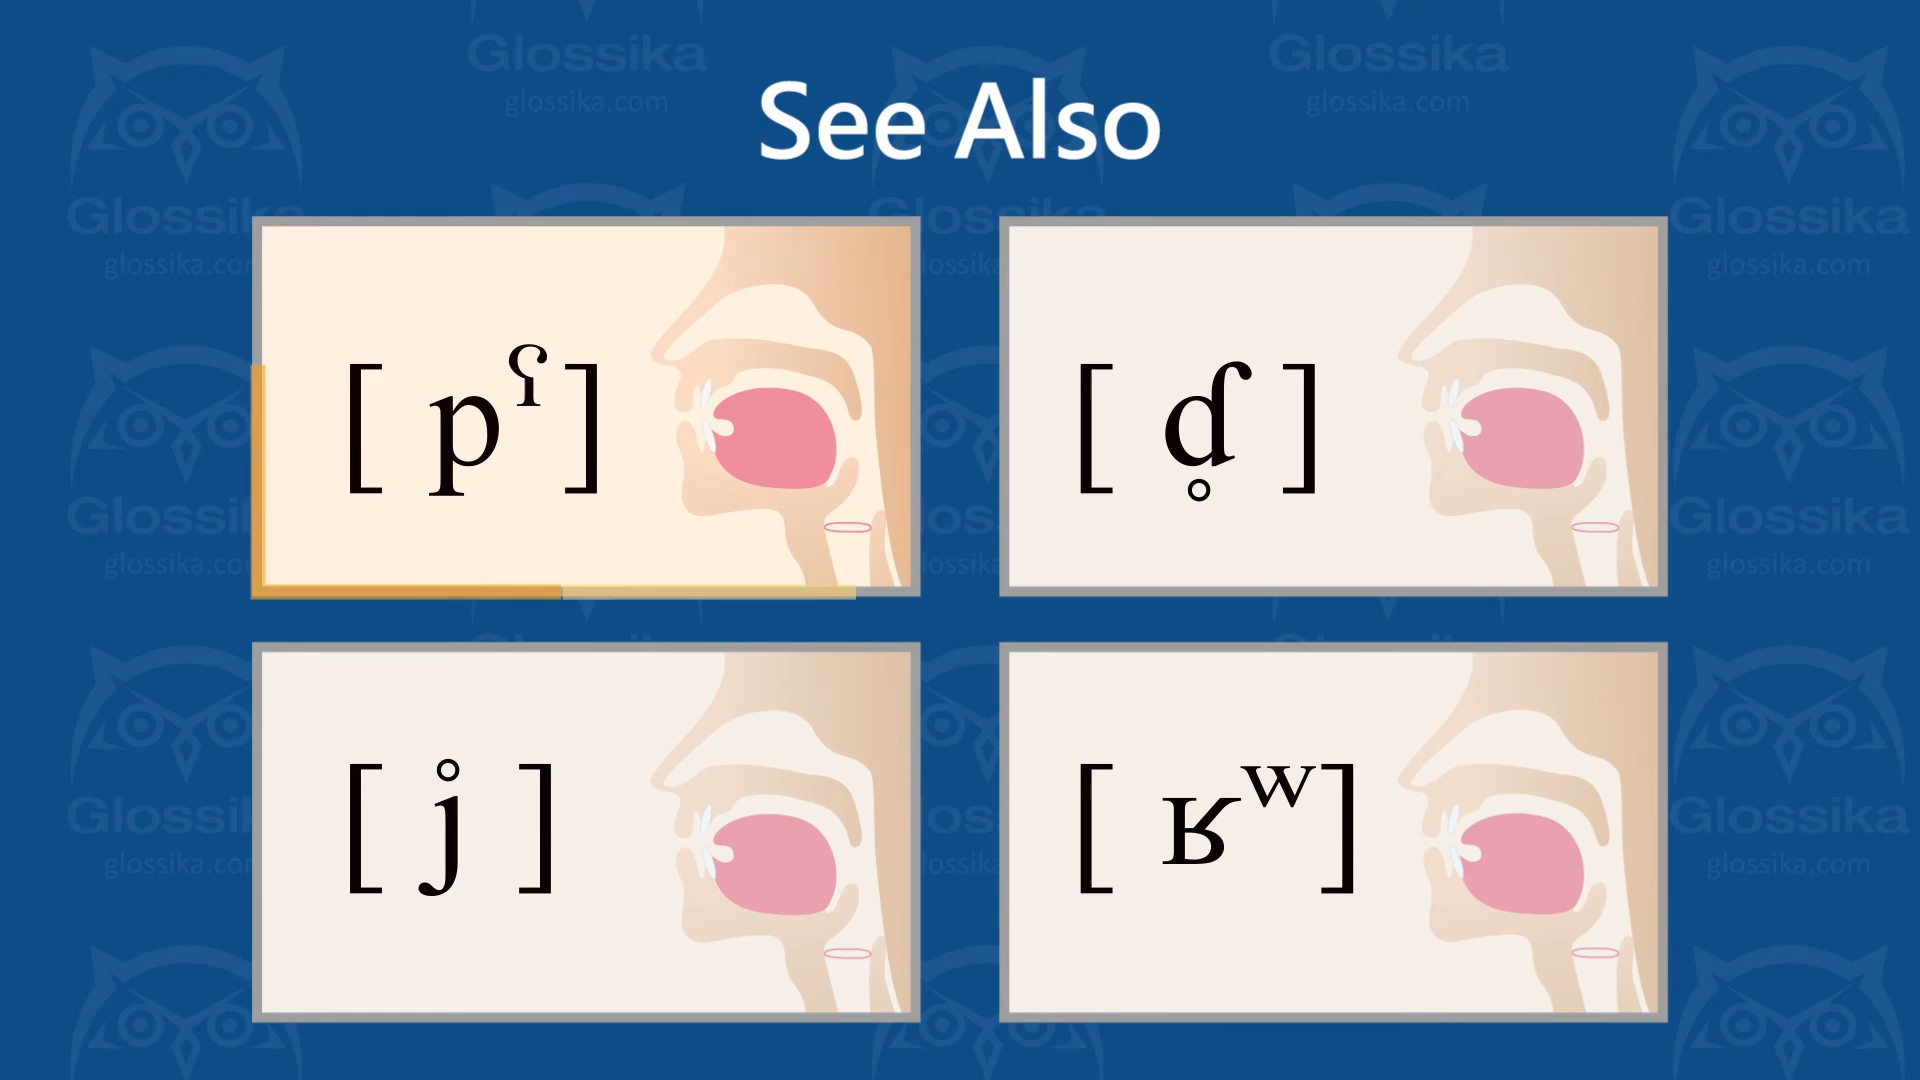 See Also
[ pˤ ]
[ ɗ̥ ]
[ j̊ ]
[ ʁʷ ]
Glossika
glossika.com